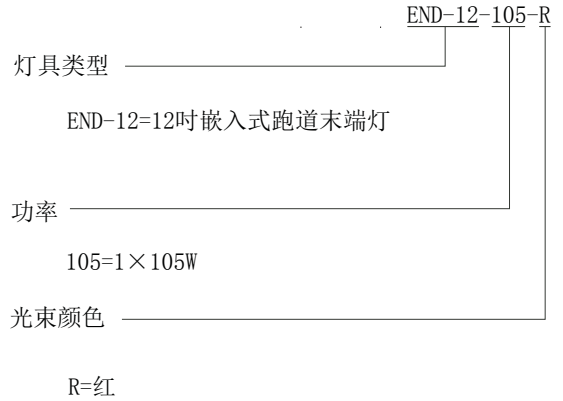 END-12-105-R
灯具类型
END-12=12吋嵌入式跑道末端灯
功率
105=1×105W
光束颜色
R=红